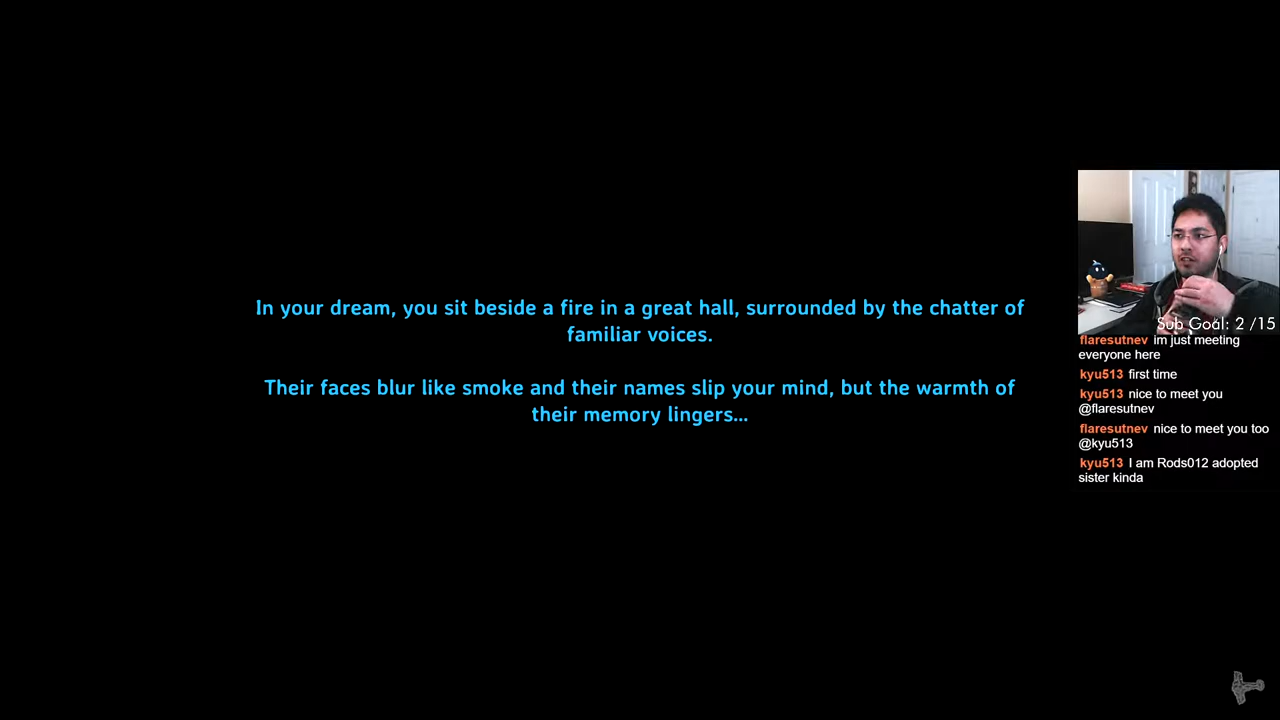 In your dream, you sit beside a fire in a great hall, surrounded by the chatter of
familiar voices.
Their faces blur like smoke and their names slip your mind, but the warmth of
their memory lingers...
Sub Goal: 2 /15
flaresutnev im just meeting
everyone here
kyu513 first time
kyu513 nice to meet you
@flaresutnev
flaresutnev nice to meet you too
@kyu513
kyu513 I am Rods012 adopted
sister kinda